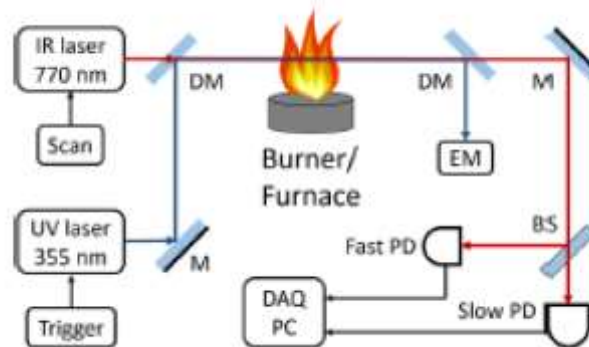 IR laser
770 nm
DM
DM
M
Scan
Burner/
Furnace
EM
UV laser
355 nm
M
BS
Fast PD
DAQ
PC
Slow PD
Trigger